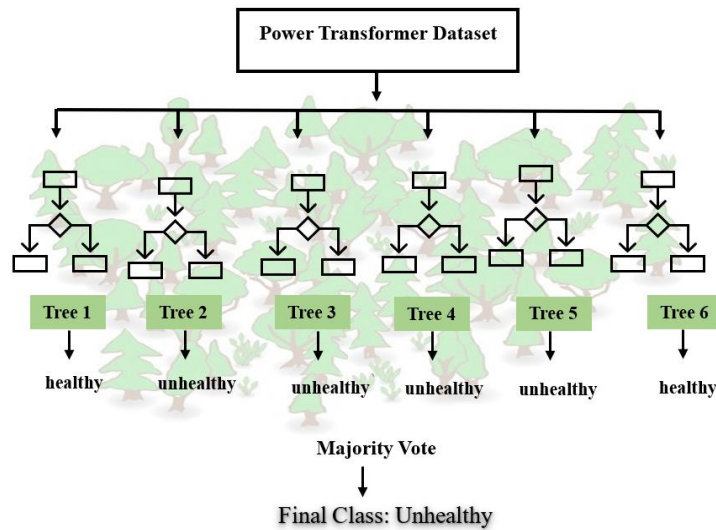 Power Transformer Dataset
Tree 1
Tree 2
Tree 3
Tree 4
Tree 5
Tree 6
healthy
unhealthy
unhealthy
unhealthy
unhealthy
healthy
Majority Vote
Final Class: Unhealthy